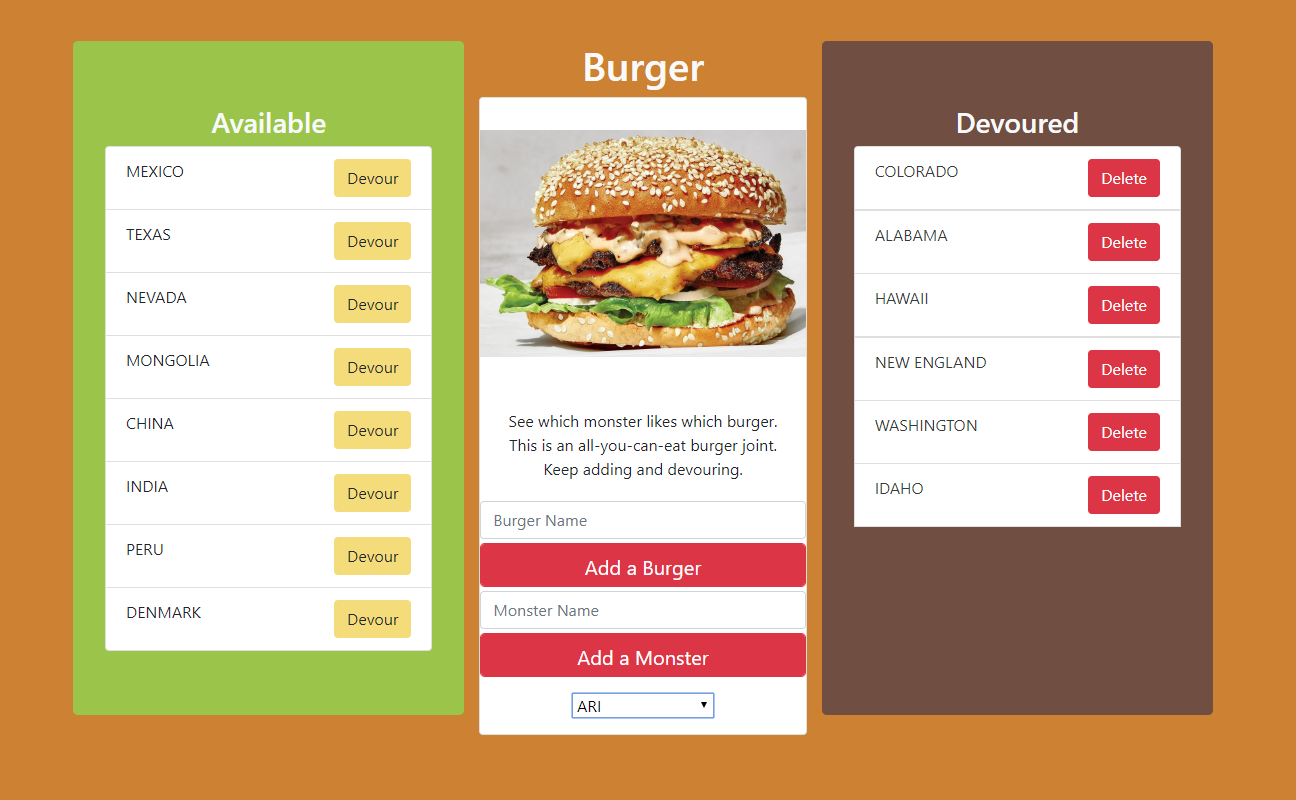 Available
MEXICO Devour
TEXAS Devour
NEVADA Devour
MONGOLIA Devour
CHINA Devour
INDIA Devour
PERU Devour
DENMARK Devour
Burger
See which monster likes which burger.
This is an all-you-can-eat burger joint.
Keep adding and devouring.
Burger Name
Add a Burger
Monster Name
Add a Monster
ARI
Devoured
COLORADO Delete
ALABAMA Delete
HAWAII Delete
NEW ENGLAND Delete
WASHINGTON Delete
IDAHO Delete